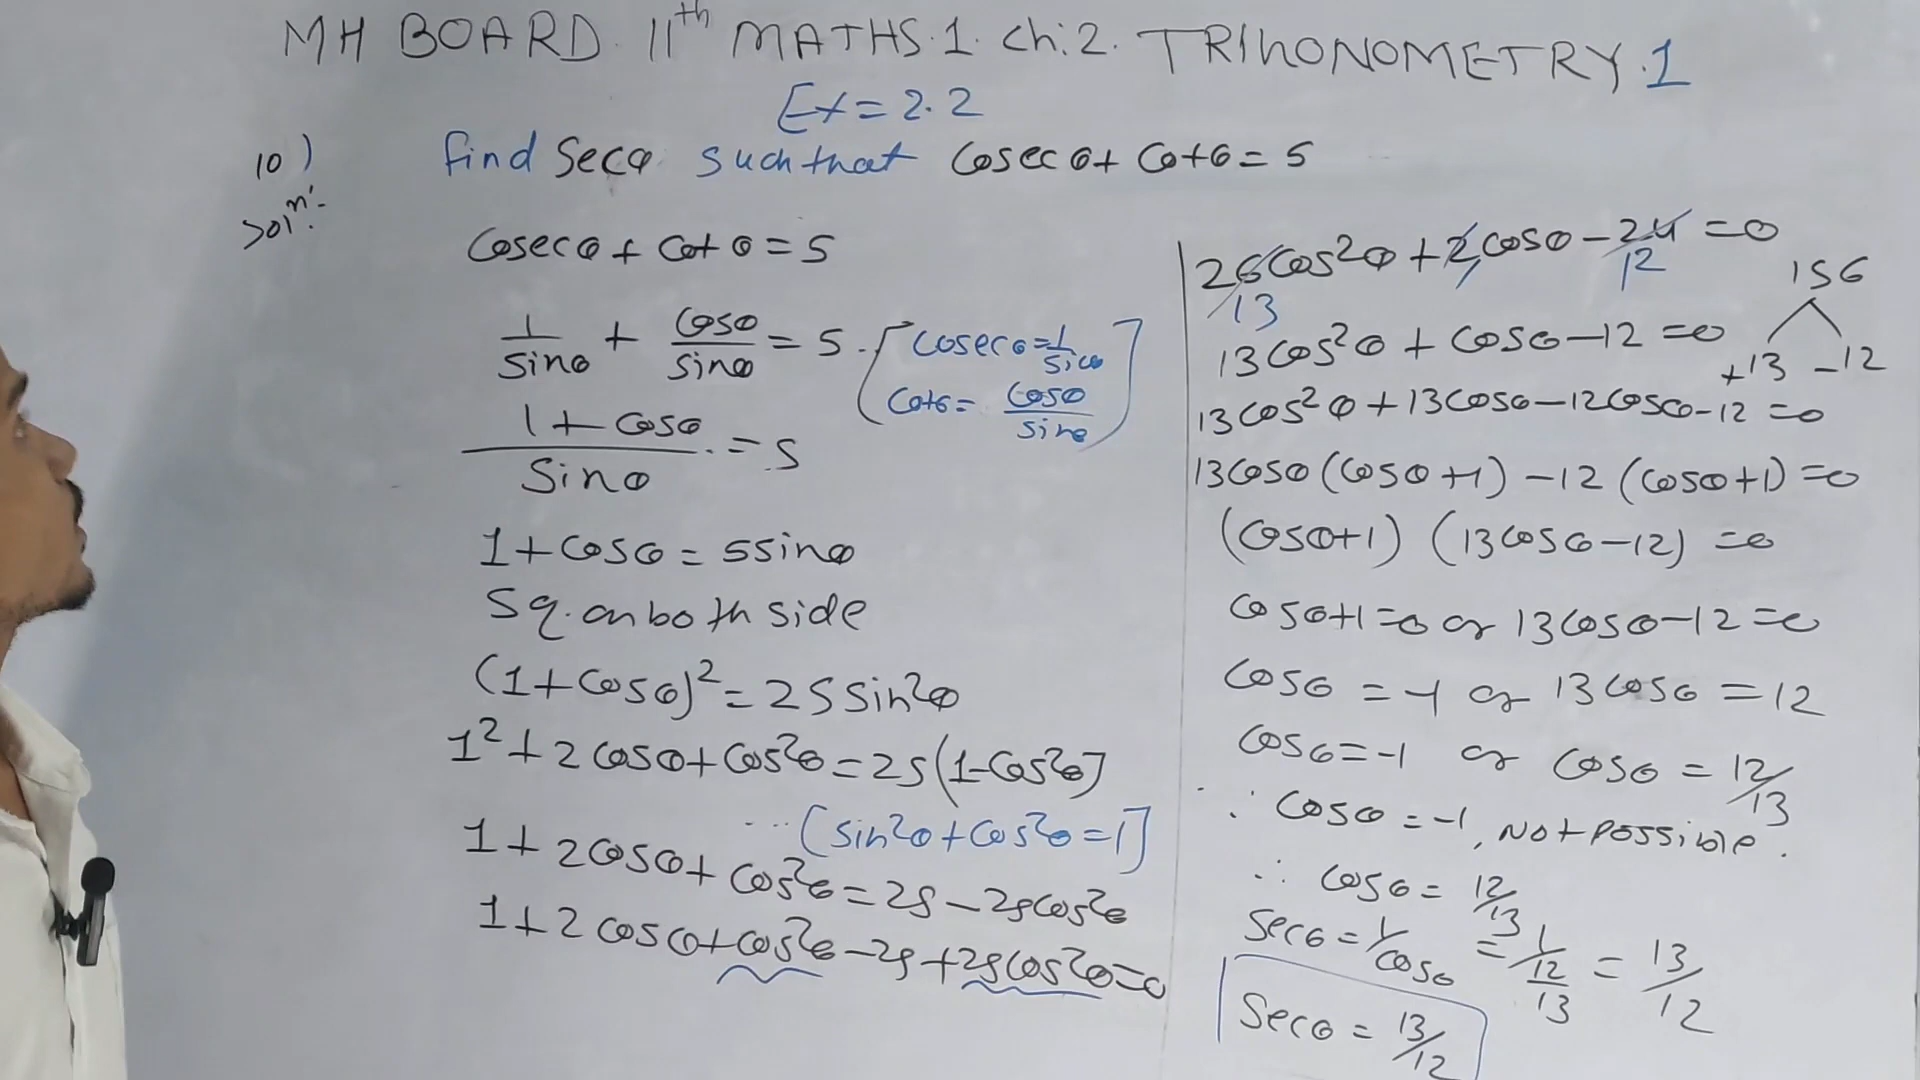 MH BOARD. 11th MATHS.1. Ch:2. TRIGONOMETRY.1
Ex=2.2
10) find Secθ such that Cosecθ+Cotθ=5
Solⁿ:-
Cosecθ+Cotθ=5
1/sinθ + cosθ/sinθ = 5. [Cosecθ=1/sinθ
Cotθ= Cosθ/sinθ]
1+Cosθ/Sinθ .=5
1+Cosθ=5sinθ
Sq. on both side
(1+Cosθ)²=25sin²θ
1²+2cosθ+Cos²θ=25(1-Cos²θ)
...[sin²θ+Cos²θ=1]
1+2Cosθ+Cos²θ=25-25Cos²θ
1+2cosθ+Cos²θ-25+25Cos²θ=0
26Cos²θ+2cosθ-24=0
13 12 156
13Cos²θ+Cosθ-12=0 +13 -12
13Cos²θ+13Cosθ-12Cosθ-12=0
13Cosθ(Cosθ+1)-12(Cosθ+1)=0
(Cosθ+1) (13Cosθ-12)=0
Cosθ+1=0 or 13Cosθ-12=0
Cosθ=-1 or 13Cosθ=12
Cosθ=-1 or Cosθ=12/13
∵ Cosθ=-1, Not possible.
∴ Cosθ=12/13
Secθ=1/Cosθ = 1/12/13 = 13/12
Secθ=13/12